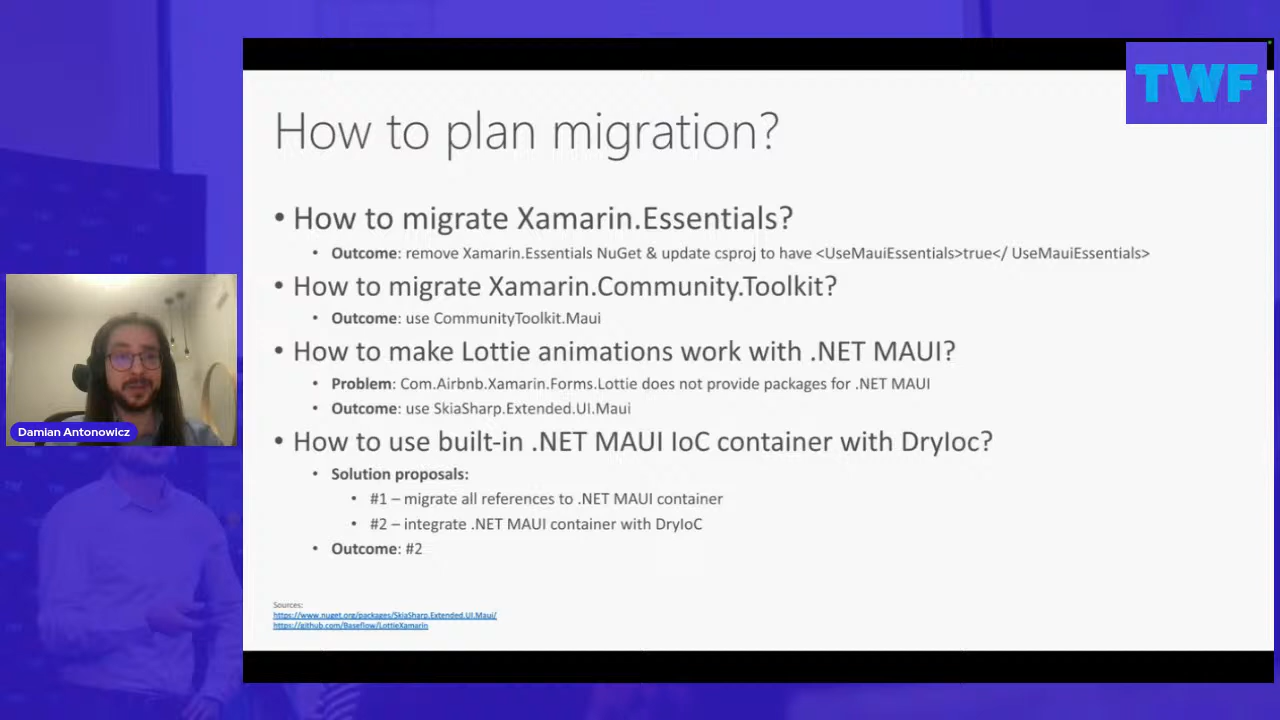 TWF
How to plan migration?
• How to migrate Xamarin.Essentials?
• Outcome: remove Xamarin.Essentials NuGet & update csproj to have <UseMauiEssentials>true</ UseMauiEssentials>
• How to migrate Xamarin.Community.Toolkit?
• Outcome: use CommunityToolkit.Maui
• How to make Lottie animations work with .NET MAUI?
• Problem: Com.Airbnb.Xamarin.Forms.Lottie does not provide packages for .NET MAUI
• Outcome: use SkiaSharp.Extended.UI.Maui
• How to use built-in .NET MAUI IoC container with DryIoc?
• Solution proposals:
• #1 – migrate all references to .NET MAUI container
• #2 – integrate .NET MAUI container with DryIoC
• Outcome: #2
Sources:
https://www.nuget.org/packages/SkiaSharp.Extended.UI.Maui/
https://github.com/Baseflow/LottieXamarin
Damian Antonowicz